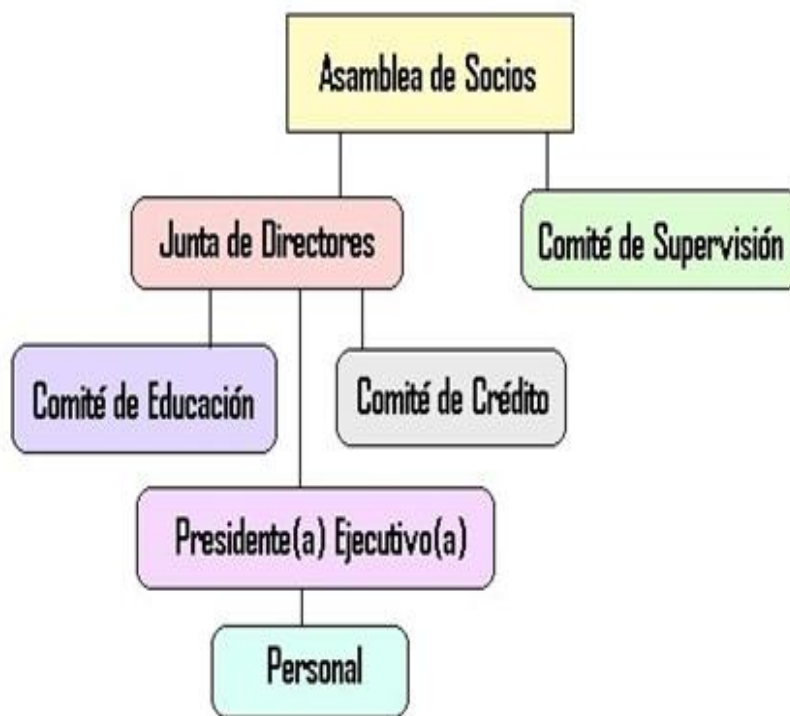 Asamblea de Socios
Junta de Directores
Comité de Supervisión
Comité de Educación
Comité de Crédito
Presidente(a) Ejecutivo(a)
Personal